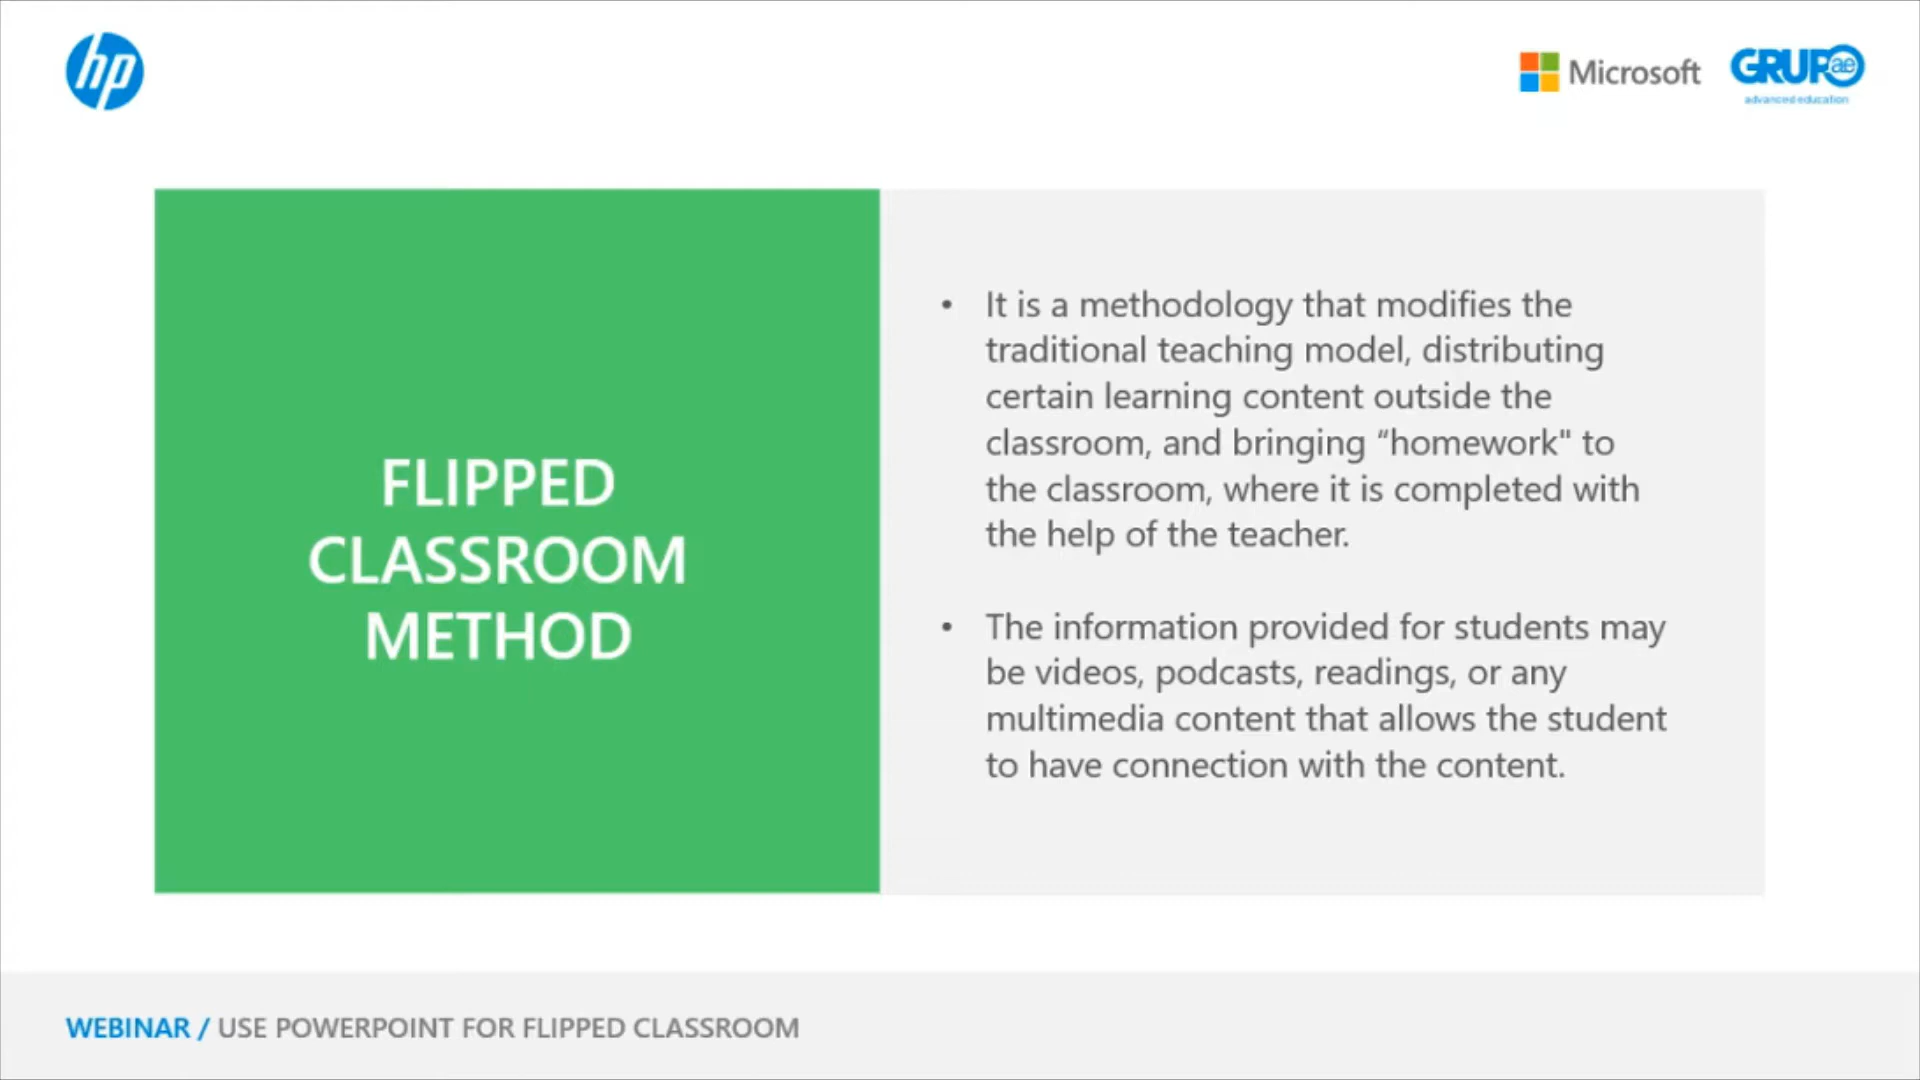 hp
Microsoft
GRUPO ae
advanced education
FLIPPED
CLASSROOM
METHOD
• It is a methodology that modifies the
traditional teaching model, distributing
certain learning content outside the
classroom, and bringing “homework" to
the classroom, where it is completed with
the help of the teacher.
• The information provided for students may
be videos, podcasts, readings, or any
multimedia content that allows the student
to have connection with the content.
WEBINAR / USE POWERPOINT FOR FLIPPED CLASSROOM